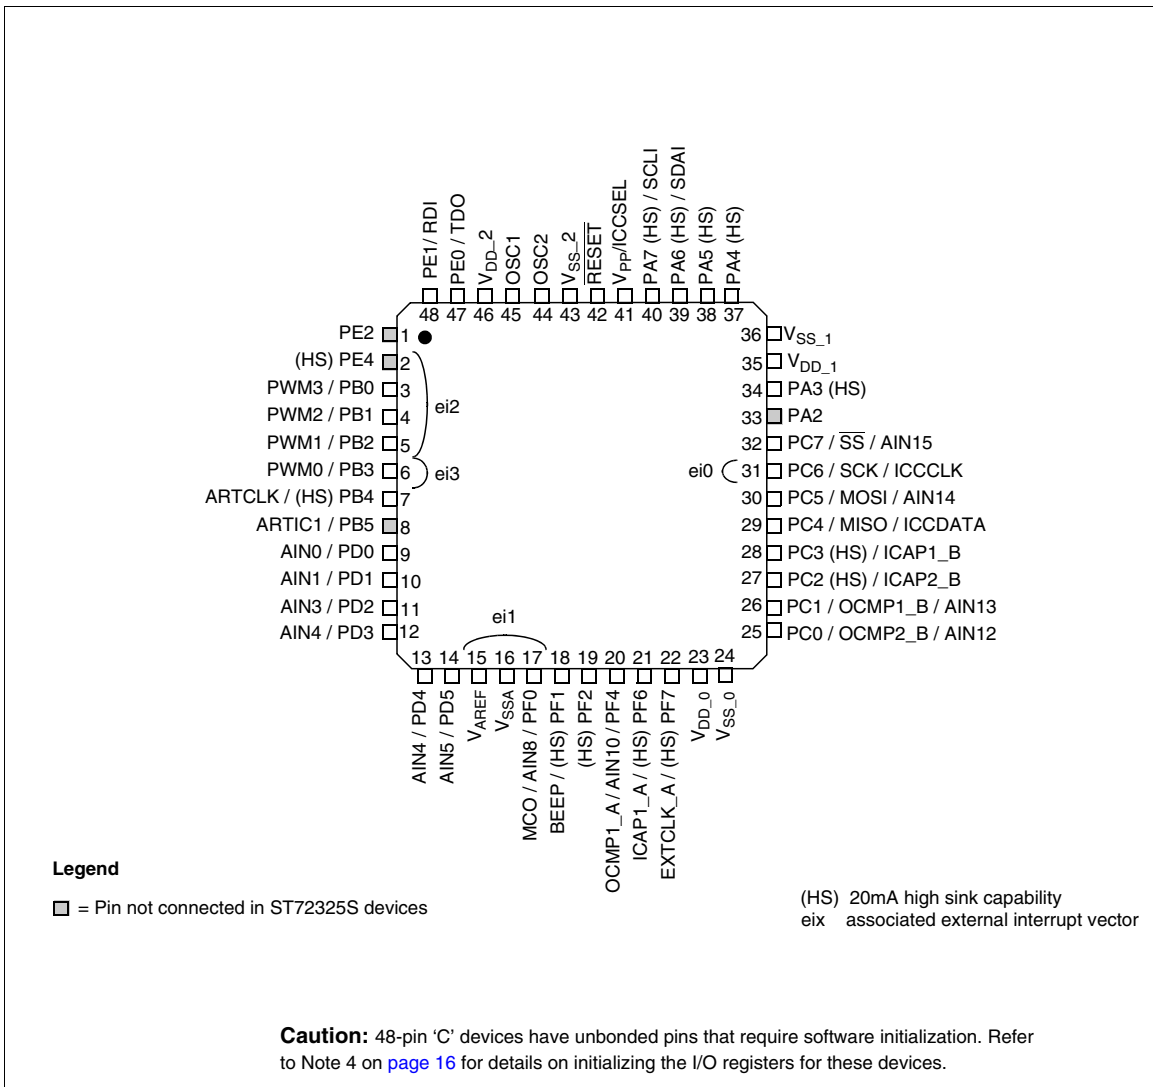 PE1/ RDI
PE0 / TDO
VDD_2
OSC1
OSC2
VSS_2
RESET
VPP/ICCSEL
PA7 (HS) / SCLI
PA6 (HS) / SDAI
PA5 (HS)
PA4 (HS)
48 47 46 45 44 43 42 41 40 39 38 37
PE2 1
(HS) PE4 2
PWM3 / PB0 3
PWM2 / PB1 4
ei2
PWM1 / PB2 5
PWM0 / PB3 6
ei3
ARTCLK / (HS) PB4 7
ARTIC1 / PB5 8
AIN0 / PD0 9
AIN1 / PD1 10
AIN3 / PD2 11
AIN4 / PD3 12
36 VSS_1
35 VDD_1
34 PA3 (HS)
33 PA2
32 PC7 / SS / AIN15
ei0 31 PC6 / SCK / ICCCLK
30 PC5 / MOSI / AIN14
29 PC4 / MISO / ICCDATA
28 PC3 (HS) / ICAP1_B
27 PC2 (HS) / ICAP2_B
26 PC1 / OCMP1_B / AIN13
25 PC0 / OCMP2_B / AIN12
ei1
13 14 15 16 17 18 19 20 21 22 23 24
AIN4 / PD4
AIN5 / PD5
VAREF
VSSA
MCO / AIN8 / PF0
BEEP / (HS) PF1
(HS) PF2
OCMP1_A / AIN10 / PF4
ICAP1_A / (HS) PF6
EXTCLK_A / (HS) PF7
VDD_0
VSS_0
Legend
= Pin not connected in ST72325S devices
(HS) 20mA high sink capability
eix associated external interrupt vector
Caution: 48-pin ‘C’ devices have unbonded pins that require software initialization. Refer
to Note 4 on page 16 for details on initializing the I/O registers for these devices.